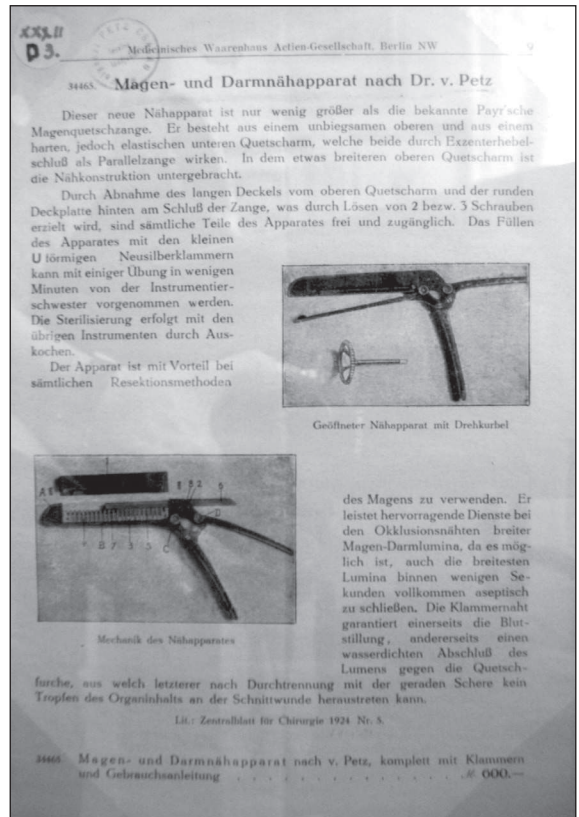 XXLII
D 3.
PETZ
Medicinisches Waarenhaus Actien-Gesellschaft, Berlin NW
9
34465. Magen- und Darmnähapparat nach Dr. v. Petz
Dieser neue Nähapparat ist nur wenig größer als die bekannte Payr'sche
Magenquetschzange. Er besteht aus einem unbiegsamen oberen und aus einem
harten, jedoch elastischen unteren Quetscharm, welche beide durch Exzenterhebel-
schluß als Parallelzange wirken. In dem etwas breiteren oberen Quetscharm ist
die Nähkonstruktion untergebracht.
Durch Abnahme des langen Deckels vom oberen Quetscharm und der runden
Deckplatte hinten am Schluß der Zange, was durch Lösen von 2 bezw. 3 Schrauben
erzielt wird, sind sämtliche Teile des Apparates frei und zugänglich. Das Füllen
des Apparates mit den kleinen
U förmigen Neusilberklammern
kann mit einiger Übung in wenigen
Minuten von der Instrumentier-
schwester vorgenommen werden.
Die Sterilisierung erfolgt mit den
übrigen Instrumenten durch Aus-
kochen.
Der Apparat ist mit Vorteil bei
sämtlichen Resektionsmethoden
Geöffneter Nähapparat mit Drehkurbel
Mechanik des Nähapparates
des Magens zu verwenden. Er
leistet hervorragende Dienste bei
den Okklusionsnähten breiter
Magen-Darmlumina, da es mög-
lich ist, auch die breitesten
Lumina binnen wenigen Se-
kunden vollkommen aseptisch
zu schließen. Die Klammernaht
garantiert einerseits die Blut-
stillung, andererseits einen
wasserdichten Abschluß des
Lumens gegen die Quetsch-
furche, aus welch letzterer nach Durchtrennung mit der geraden Schere kein
Tropfen des Organinhalts an der Schnittwunde heraustreten kann.
Lit.: Zentralblatt für Chirurgie 1924 Nr. 5.
34465 Magen- und Darmnähapparat nach v. Petz, komplett mit Klammern
und Gebrauchsanleitung . . . . . . . . . . . . . M. 000.—